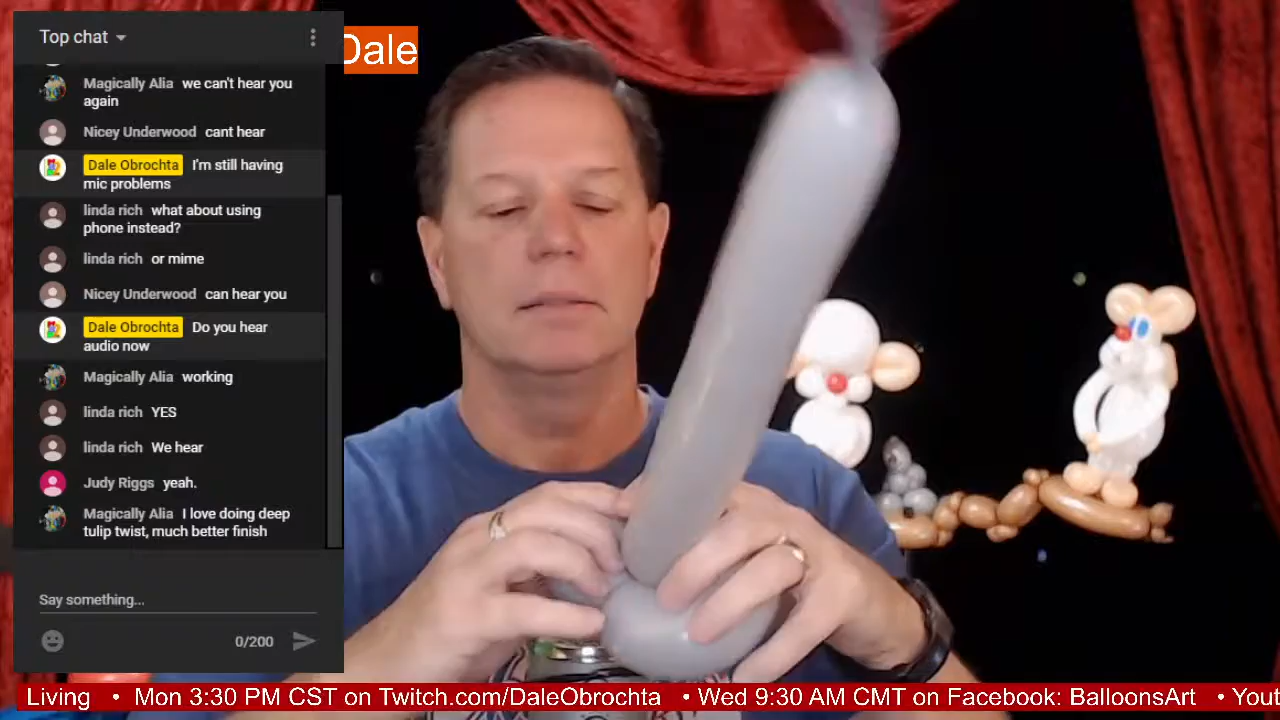 Top chat
Dale
Magically Alia we can't hear you
again
Nicey Underwood cant hear
Dale Obrochta I'm still having
mic problems
linda rich what about using
phone instead?
linda rich or mime
Nicey Underwood can hear you
Dale Obrochta Do you hear
audio now
Magically Alia working
linda rich YES
linda rich We hear
Judy Riggs yeah.
Magically Alia I love doing deep
tulip twist, much better finish
Say something...
0/200
Living • Mon 3:30 PM CST on Twitch.com/DaleObrochta • Wed 9:30 AM CMT on Facebook: BalloonsArt • Yout